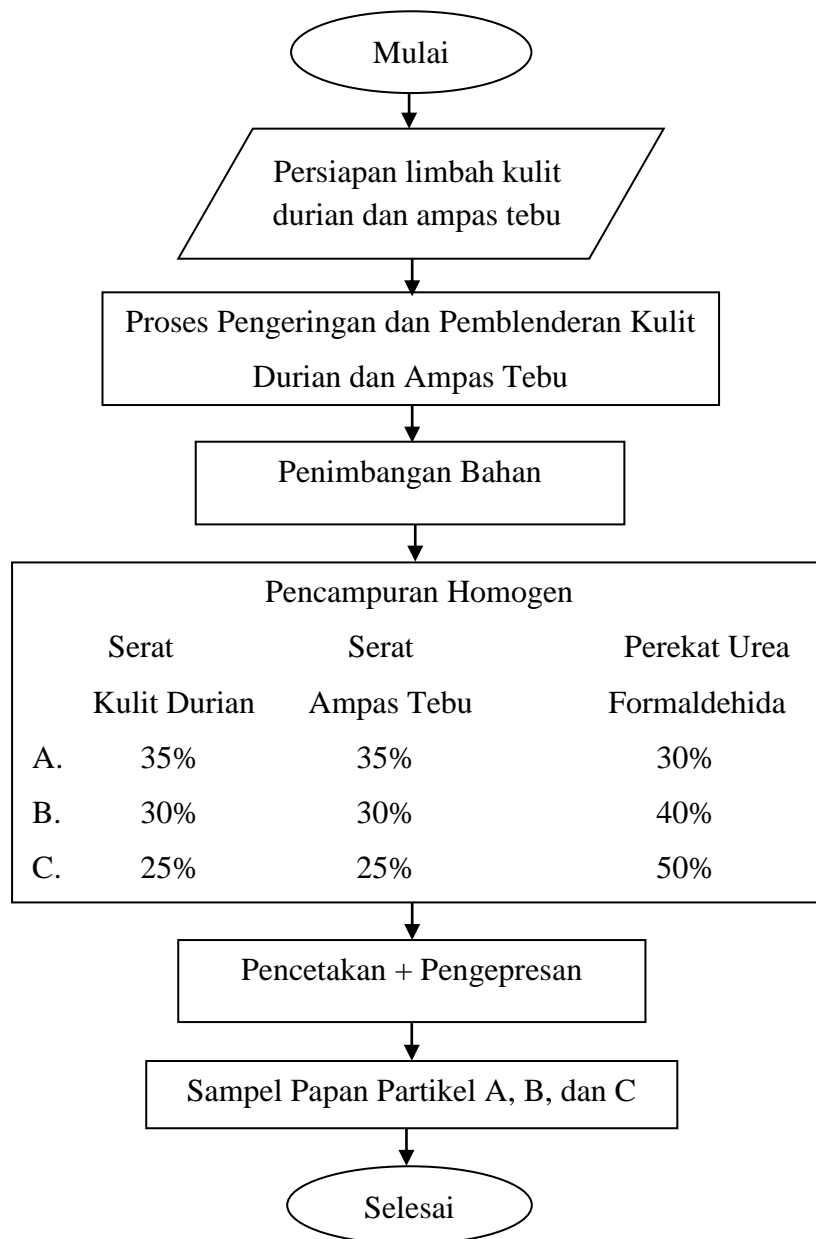 Mulai
Persiapan limbah kulit
durian dan ampas tebu
Proses Pengeringan dan Pemblenderan Kulit
Durian dan Ampas Tebu
Penimbangan Bahan
Pencampuran Homogen
Serat Serat Perekat Urea
Kulit Durian Ampas Tebu Formaldehida
A. 35% 35% 30%
B. 30% 30% 40%
C. 25% 25% 50%
Pencetakan + Pengepresan
Sampel Papan Partikel A, B, dan C
Selesai